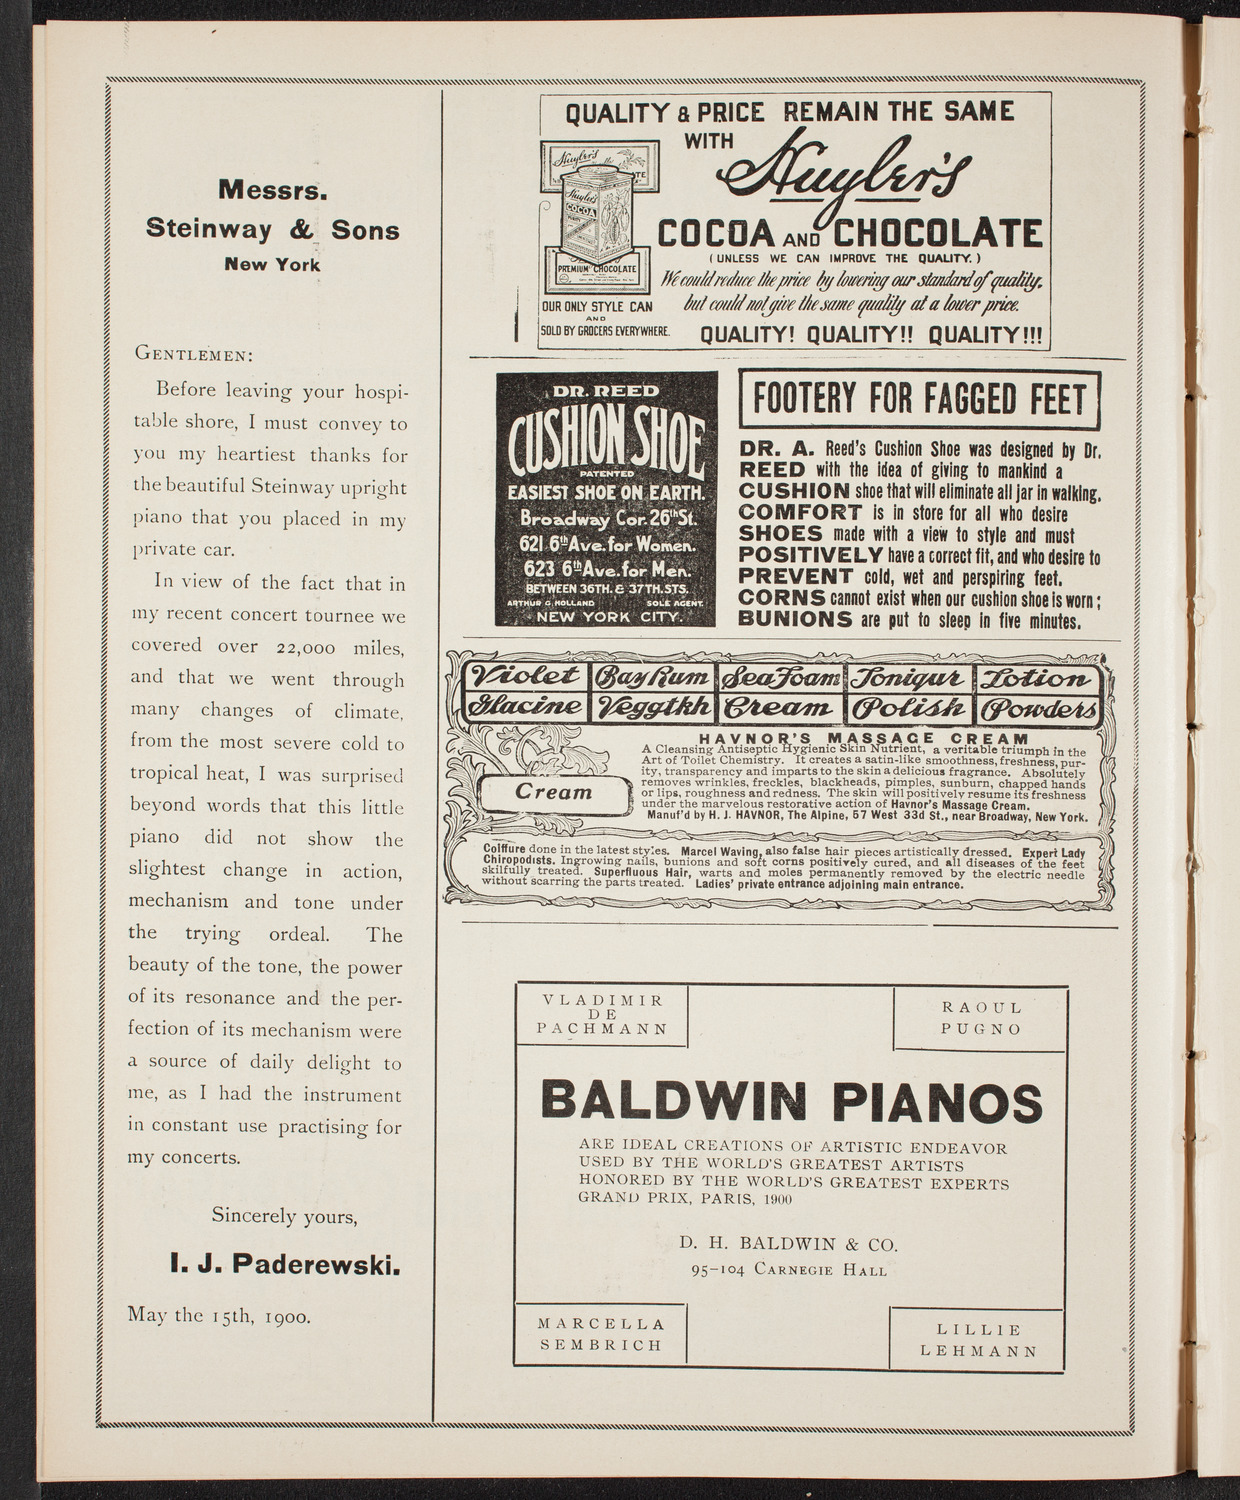 Messrs.
Steinway & Sons
New York
GENTLEMEN:
Before leaving your hospi-
table shore, I must convey to
you my heartiest thanks for
the beautiful Steinway upright
piano that you placed in my
private car.
In view of the fact that in
my recent concert tournee we
covered over 22,000 miles,
and that we went through
many changes of climate,
from the most severe cold to
tropical heat, I was surprised
beyond words that this little
piano did not show the
slightest change in action,
mechanism and tone under
the trying ordeal. The
beauty of the tone, the power
of its resonance and the per-
fection of its mechanism were
a source of daily delight to
me, as I had the instrument
in constant use practising for
my concerts.
Sincerely yours,
I. J. Paderewski.
May the 15th, 1900.
QUALITY & PRICE REMAIN THE SAME
WITH Huyler's
COCOA AND CHOCOLATE
(UNLESS WE CAN IMPROVE THE QUALITY.)
We could reduce the price by lowering our standard of quality,
but could not give the same quality at a lower price.
QUALITY! QUALITY!! QUALITY!!!
Huyler's
Huyler's
COCOA
PREMIUM CHOCOLATE
OUR ONLY STYLE CAN
AND
SOLD BY GROCERS EVERYWHERE.
DR. REED
CUSHION SHOE
PATENTED
EASIEST SHOE ON EARTH.
Broadway Cor. 26th St.
621 6th Ave. for Women.
623 6th Ave. for Men.
BETWEEN 36TH. & 37TH. STS.
ARTHUR G. HOLLAND SOLE AGENT.
NEW YORK CITY.
FOOTERY FOR FAGGED FEET
DR. A. Reed's Cushion Shoe was designed by Dr.
REED with the idea of giving to mankind a
CUSHION shoe that will eliminate all jar in walking.
COMFORT is in store for all who desire
SHOES made with a view to style and must
POSITIVELY have a correct fit, and who desire to
PREVENT cold, wet and perspiring feet.
CORNS cannot exist when our cushion shoe is worn;
BUNIONS are put to sleep in five minutes.
Violet Bay Rum Sea Foam Toniqur Lotion
Glacine Veggtkh Cream Polish Powders
Cream
HAVNOR'S MASSAGE CREAM
A Cleansing Antiseptic Hygienic Skin Nutrient, a veritable triumph in the
Art of Toilet Chemistry. It creates a satin-like smoothness, freshness, pur-
ity, transparency and imparts to the skin a delicious fragrance. Absolutely
removes wrinkles, freckles, blackheads, pimples, sunburn, chapped hands
or lips, roughness and redness. The skin will positively resume its freshness
under the marvelous restorative action of Havnor's Massage Cream.
Manuf'd by H. J. HAVNOR, The Alpine, 57 West 33d St., near Broadway, New York.
Coiffure done in the latest styles. Marcel Waving, also false hair pieces artistically dressed. Expert Lady
Chiropodists. Ingrowing nails, bunions and soft corns positively cured, and all diseases of the feet
skilfully treated. Superfluous Hair, warts and moles permanently removed by the electric needle
without scarring the parts treated. Ladies' private entrance adjoining main entrance.
VLADIMIR
DE
PACHMANN
RAOUL
PUGNO
BALDWIN PIANOS
ARE IDEAL CREATIONS OF ARTISTIC ENDEAVOR
USED BY THE WORLD'S GREATEST ARTISTS
HONORED BY THE WORLD'S GREATEST EXPERTS
GRAND PRIX, PARIS, 1900
D. H. BALDWIN & CO.
95-104 CARNEGIE HALL
MARCELLA
SEMBRICH
LILLIE
LEHMANN